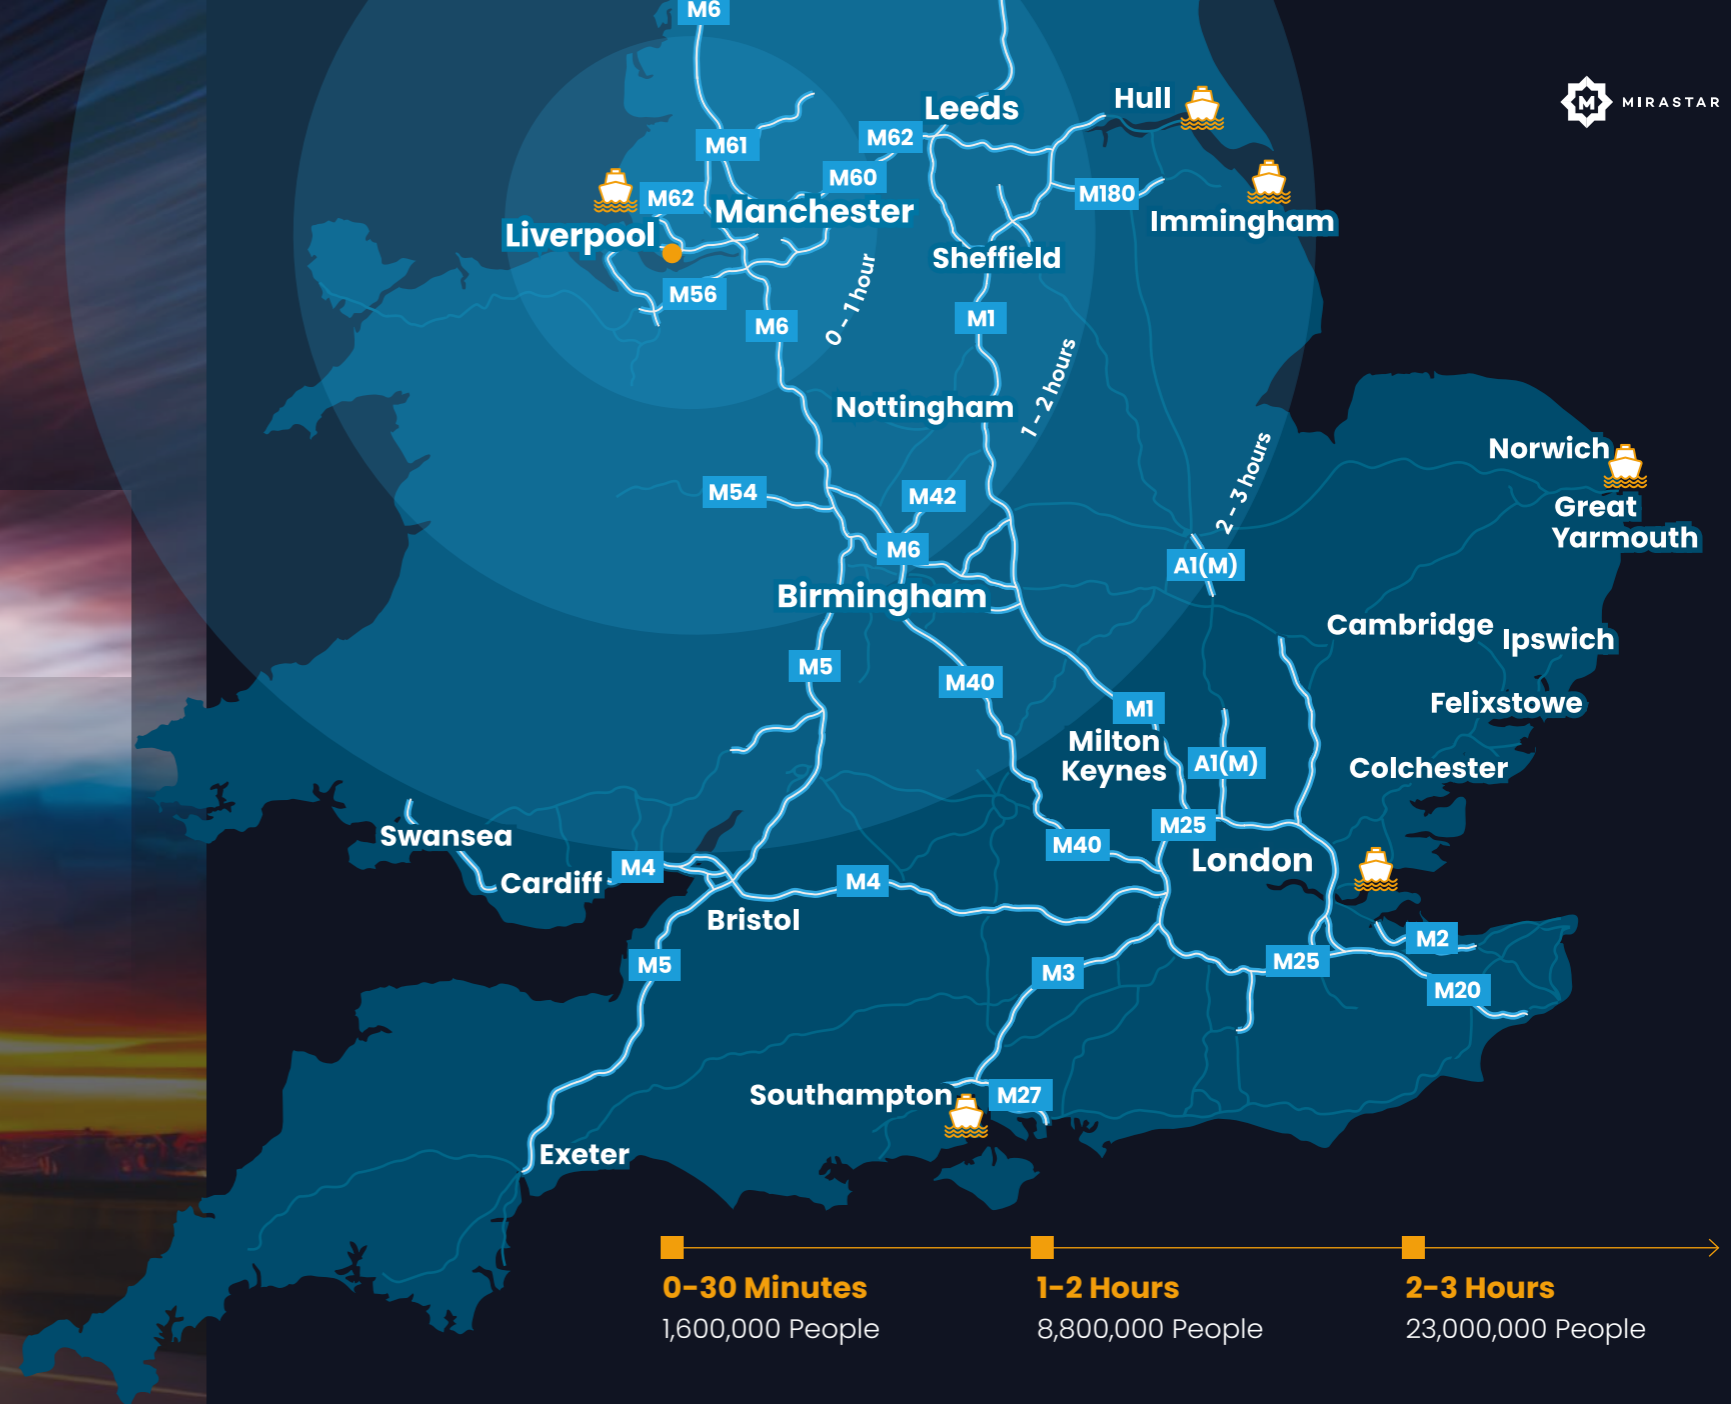 M6
Leeds
Hull
MIRASTAR
M62
M61
M60
M62
M180
Manchester
Immingham
Liverpool
Sheffield
M56
0 – 1 hour
M6
M1
1 – 2 hours
Nottingham
2 – 3 hours
Norwich
M54
M42
Great
Yarmouth
M6
A1(M)
Birmingham
Cambridge
Ipswich
M5
M40
Felixstowe
M1
Milton
Keynes
A1(M)
Colchester
M25
Swansea
M40
London
Cardiff
M4
M4
Bristol
M2
M5
M3
M25
M20
Southampton
M27
Exeter
0-30 Minutes
1,600,000 People
1-2 Hours
8,800,000 People
2-3 Hours
23,000,000 People